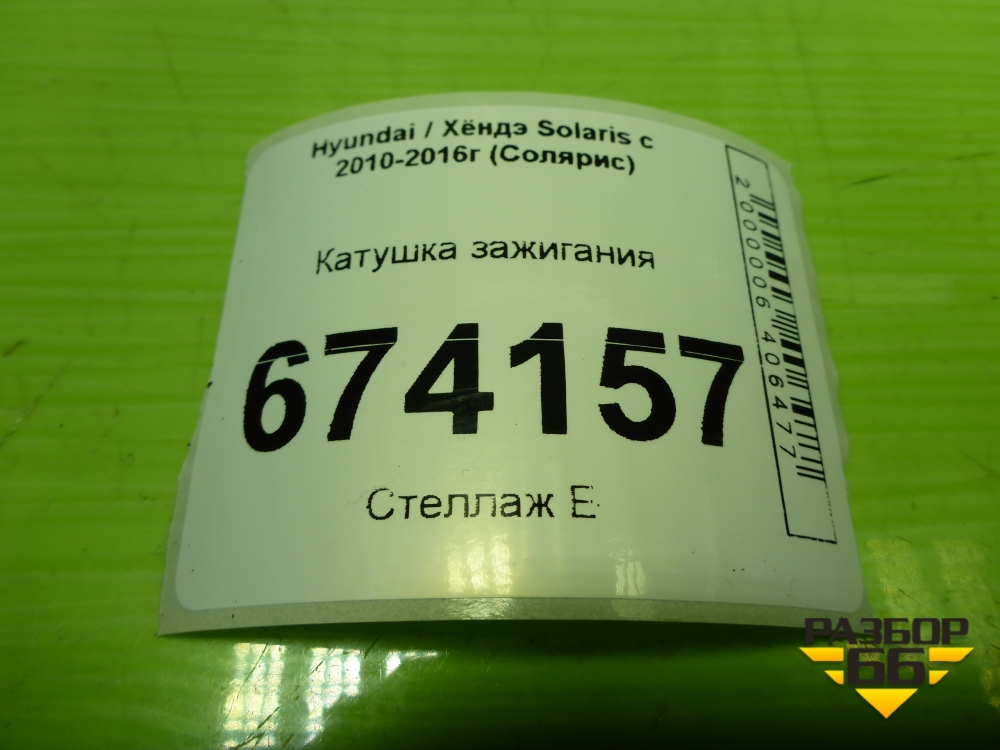 Hyundai / Хёндэ Solaris с
2010-2016г (Солярис)
Катушка зажигания
674157
Стеллаж Е
2000006406477
РАЗБОР
66